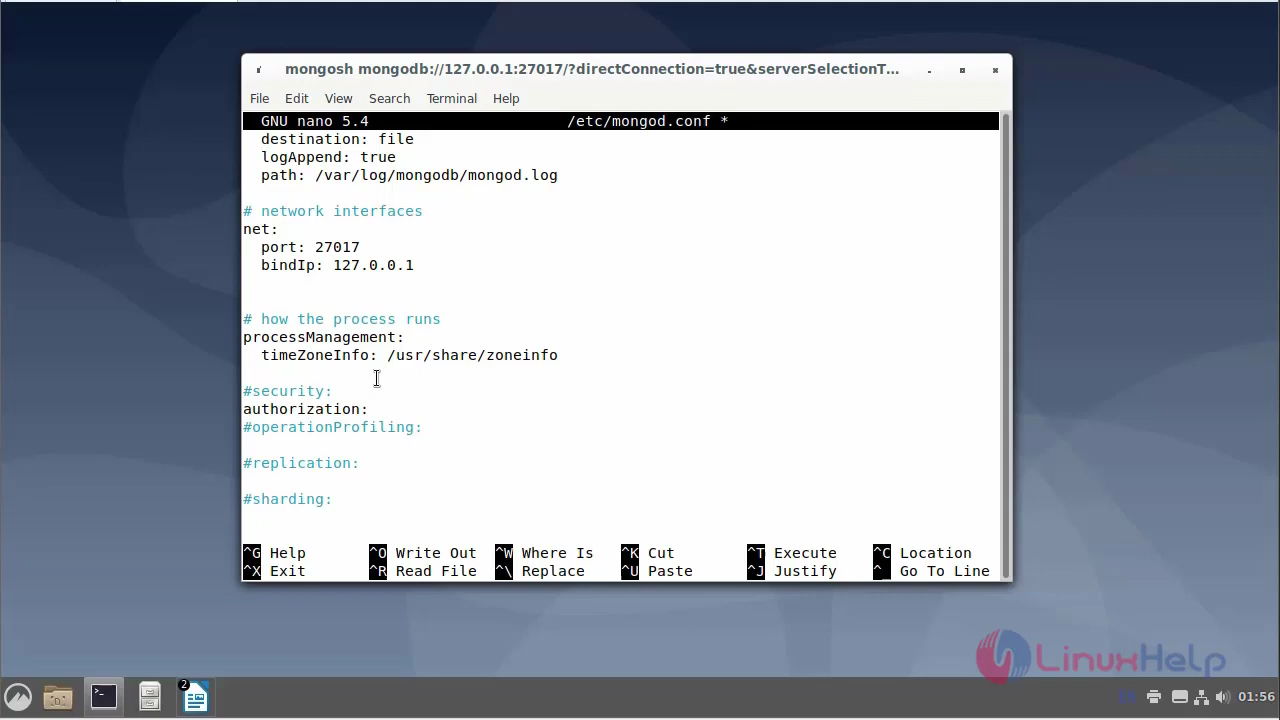 mongosh mongodb://127.0.0.1:27017/?directConnection=true&serverSelectionT...
File Edit View Search Terminal Help
GNU nano 5.4 /etc/mongod.conf *
destination: file
logAppend: true
path: /var/log/mongodb/mongod.log
# network interfaces
net:
port: 27017
bindIp: 127.0.0.1
# how the process runs
processManagement:
timeZoneInfo: /usr/share/zoneinfo
#security:
authorization:
#operationProfiling:
#replication:
#sharding:
^G Help ^O Write Out ^W Where Is ^K Cut ^T Execute ^C Location
^X Exit ^R Read File ^\ Replace ^U Paste ^J Justify ^_ Go To Line
LinuxHelp
2
01:56